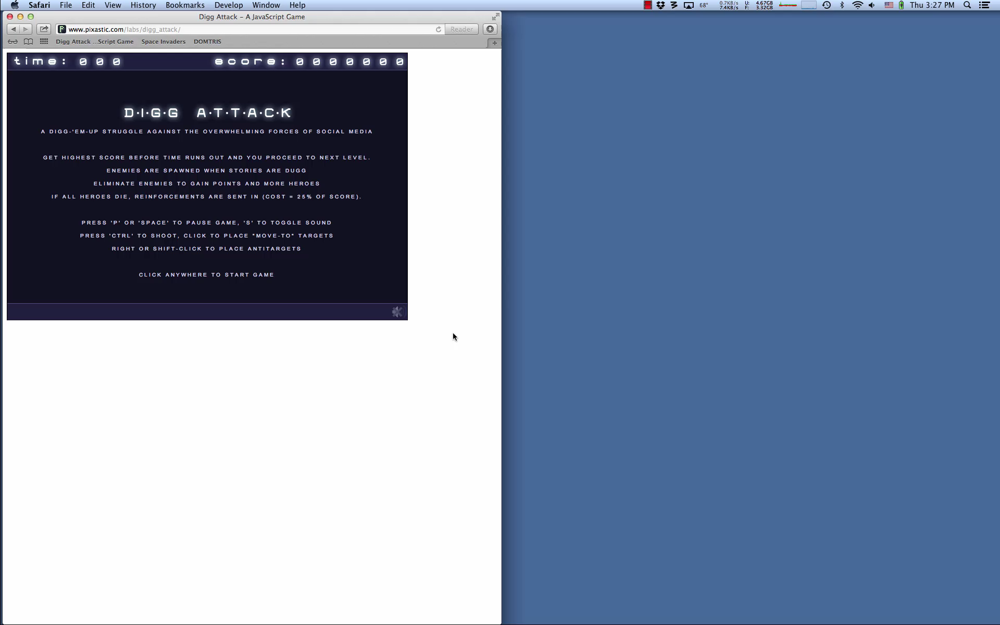 Safari File Edit View History Bookmarks Develop Window Help
68° 0.7KB/s 7.4KB/s U: 4.67GB F: 3.32GB Thu 3:27 PM
Digg Attack – A JavaScript Game
www.pixastic.com/labs/digg_attack/ Reader
Digg Attack ...Script Game Space Invaders DOMTRIS
time: 000 score: 0000000
D·I·G·G A·T·T·A·C·K
A DIGG-'EM-UP STRUGGLE AGAINST THE OVERWHELMING FORCES OF SOCIAL MEDIA
GET HIGHEST SCORE BEFORE TIME RUNS OUT AND YOU PROCEED TO NEXT LEVEL.
ENEMIES ARE SPAWNED WHEN STORIES ARE DUGG
ELIMINATE ENEMIES TO GAIN POINTS AND MORE HEROES
IF ALL HEROES DIE, REINFORCEMENTS ARE SENT IN (COST = 25% OF SCORE).
PRESS 'P' OR 'SPACE' TO PAUSE GAME, 'S' TO TOGGLE SOUND
PRESS 'CTRL' TO SHOOT, CLICK TO PLACE "MOVE-TO" TARGETS
RIGHT OR SHIFT-CLICK TO PLACE ANTITARGETS
CLICK ANYWHERE TO START GAME